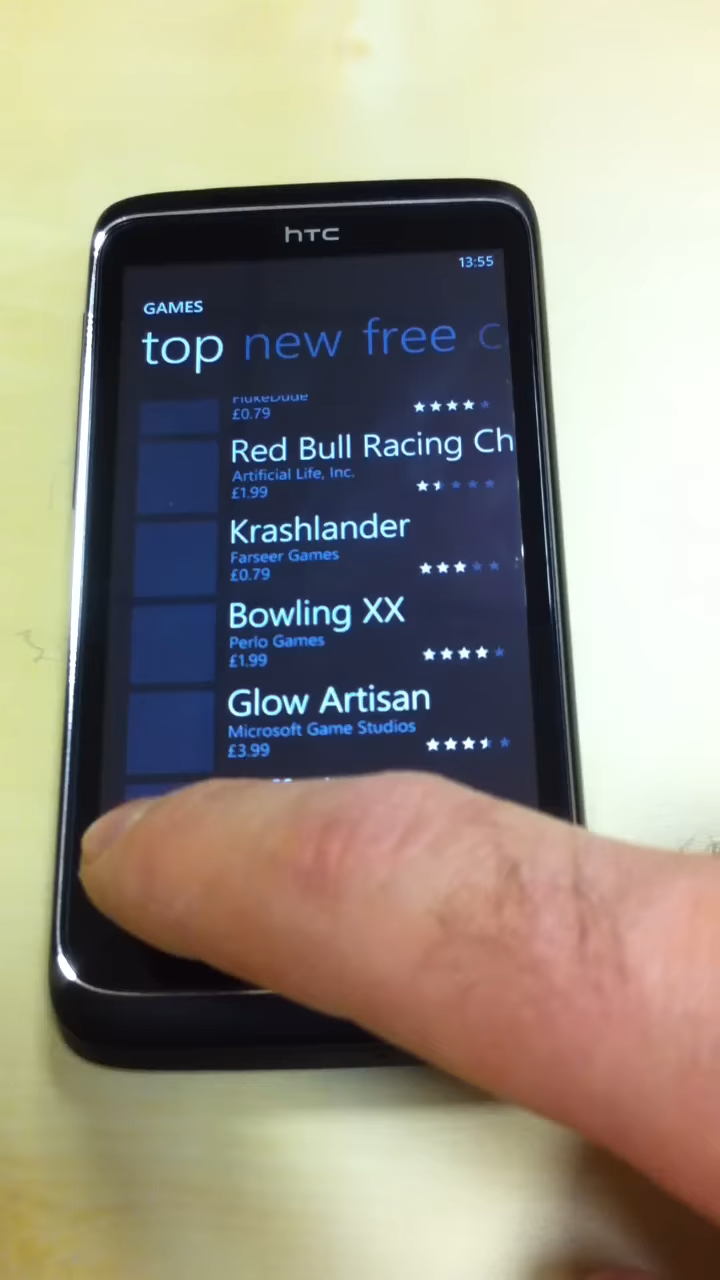 hTC
13:55
GAMES
top new free c
FlukeDude
£0.79
Red Bull Racing Ch
Artificial Life, Inc.
£1.99
Krashlander
Farseer Games
£0.79
Bowling XX
Perlo Games
£1.99
Glow Artisan
Microsoft Game Studios
£3.99